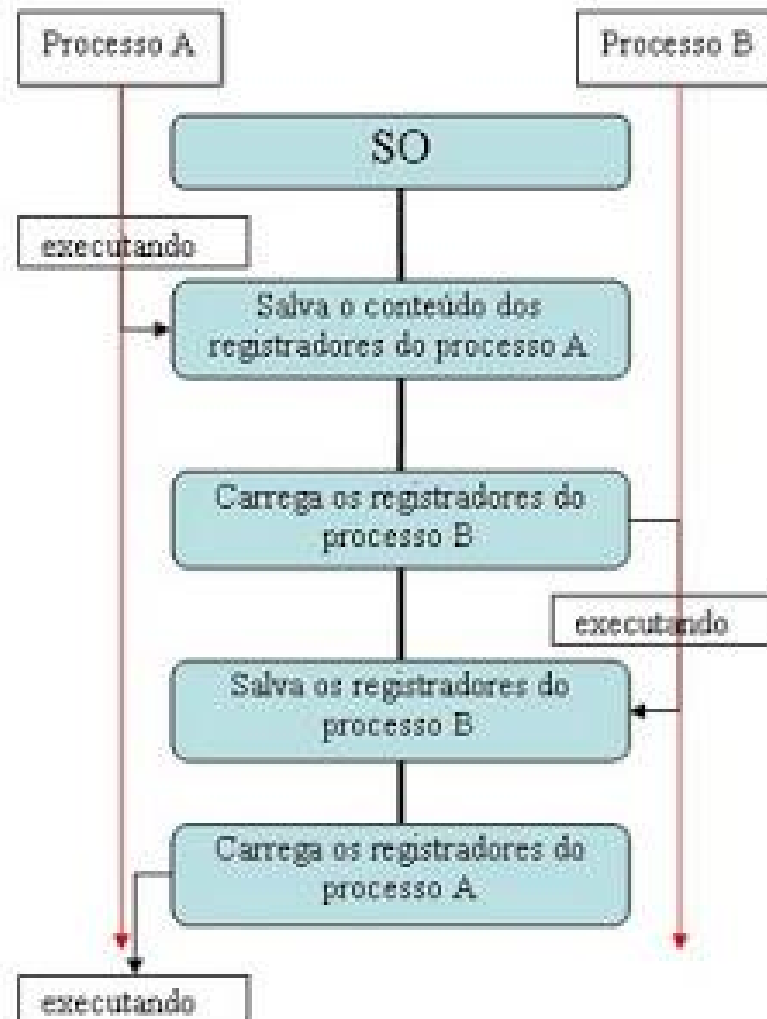 Processo A
Processo B
SO
executando
Salva o conteúdo dos
registradores do processo A
Carrega os registradores do
processo B
executando
Salva os registradores do
processo B
Carrega os registradores do
processo A
executando